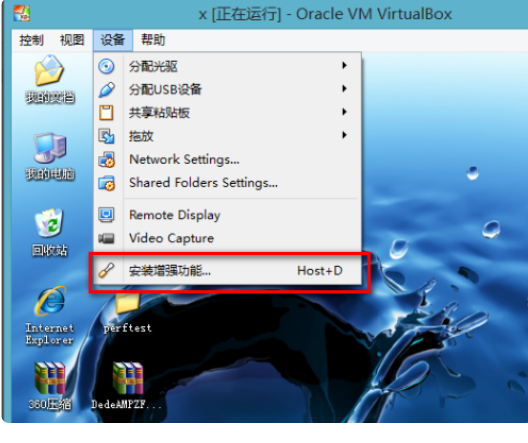 x [正在运行] - Oracle VM VirtualBox
控制 视图 设备 帮助
分配光驱
分配USB设备
共享粘贴板
拖放
Network Settings...
Shared Folders Settings...
Remote Display
Video Capture
安装增强功能... Host+D
我的文档
我的电脑
回收站
Internet
Explorer
perftest
360压缩
DedeAMPZF...